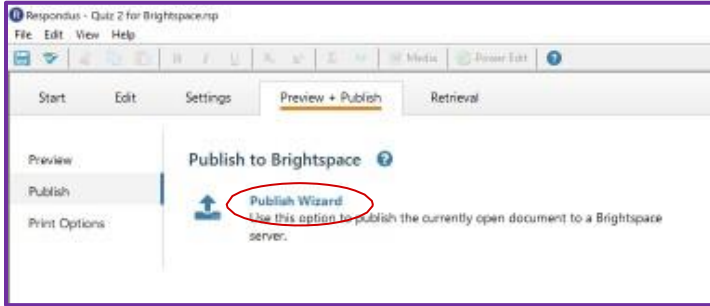 Respondus - Quiz 2 for Brightspace.rsp
File Edit View Help
B I U Media Power Edit ?
Start Edit Settings Preview + Publish Retrieval
Preview
Publish to Brightspace ?
Publish
Publish Wizard
Print Options
Use this option to publish the currently open document to a Brightspace
server.